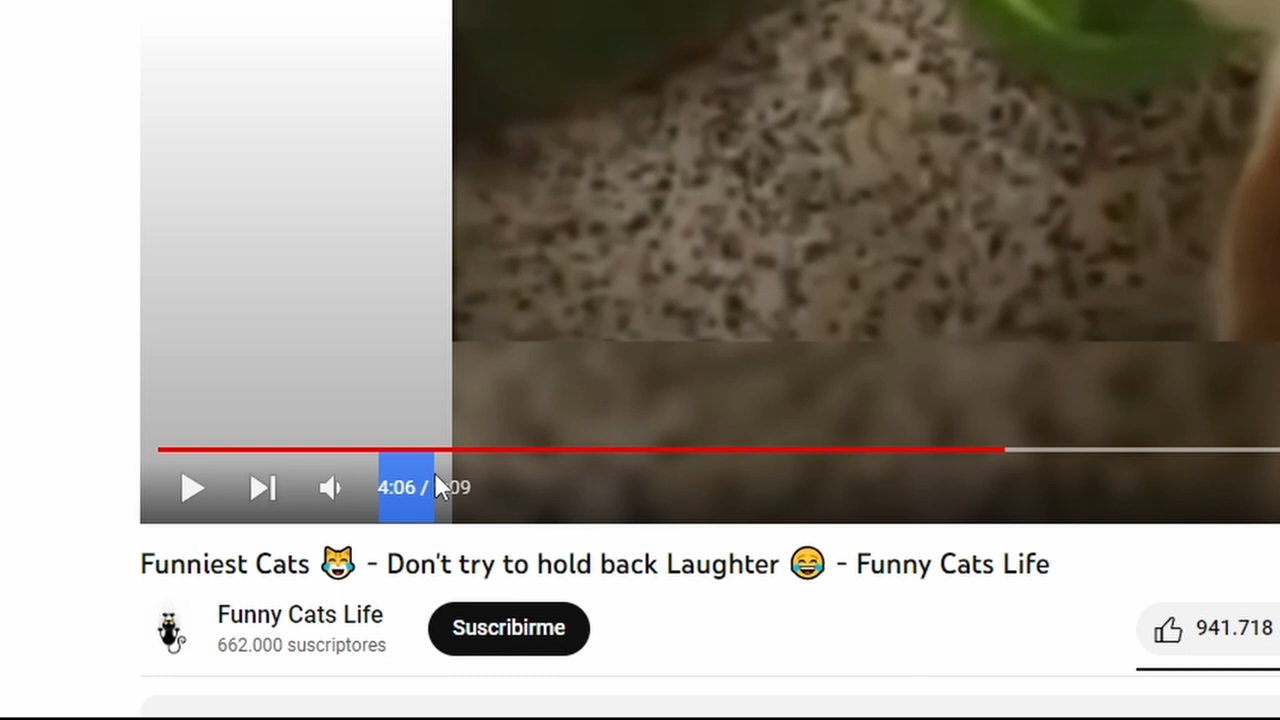 4:06 / 09
Funniest Cats 😹 - Don't try to hold back Laughter 😂 - Funny Cats Life
Funny Cats Life
662.000 suscriptores
Suscribirme
941.718